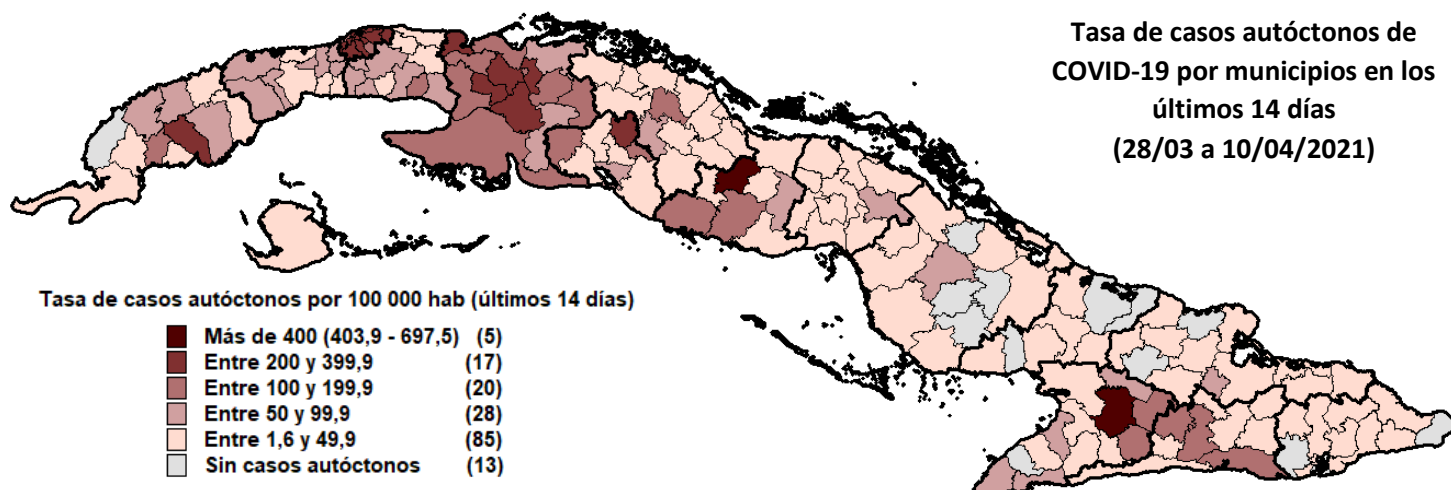 Tasa de casos autóctonos de
COVID-19 por municipios en los
últimos 14 días
(28/03 a 10/04/2021)
Tasa de casos autóctonos por 100 000 hab (últimos 14 días)
Más de 400 (403,9 - 697,5) (5)
Entre 200 y 399,9 (17)
Entre 100 y 199,9 (20)
Entre 50 y 99,9 (28)
Entre 1,6 y 49,9 (85)
Sin casos autóctonos (13)